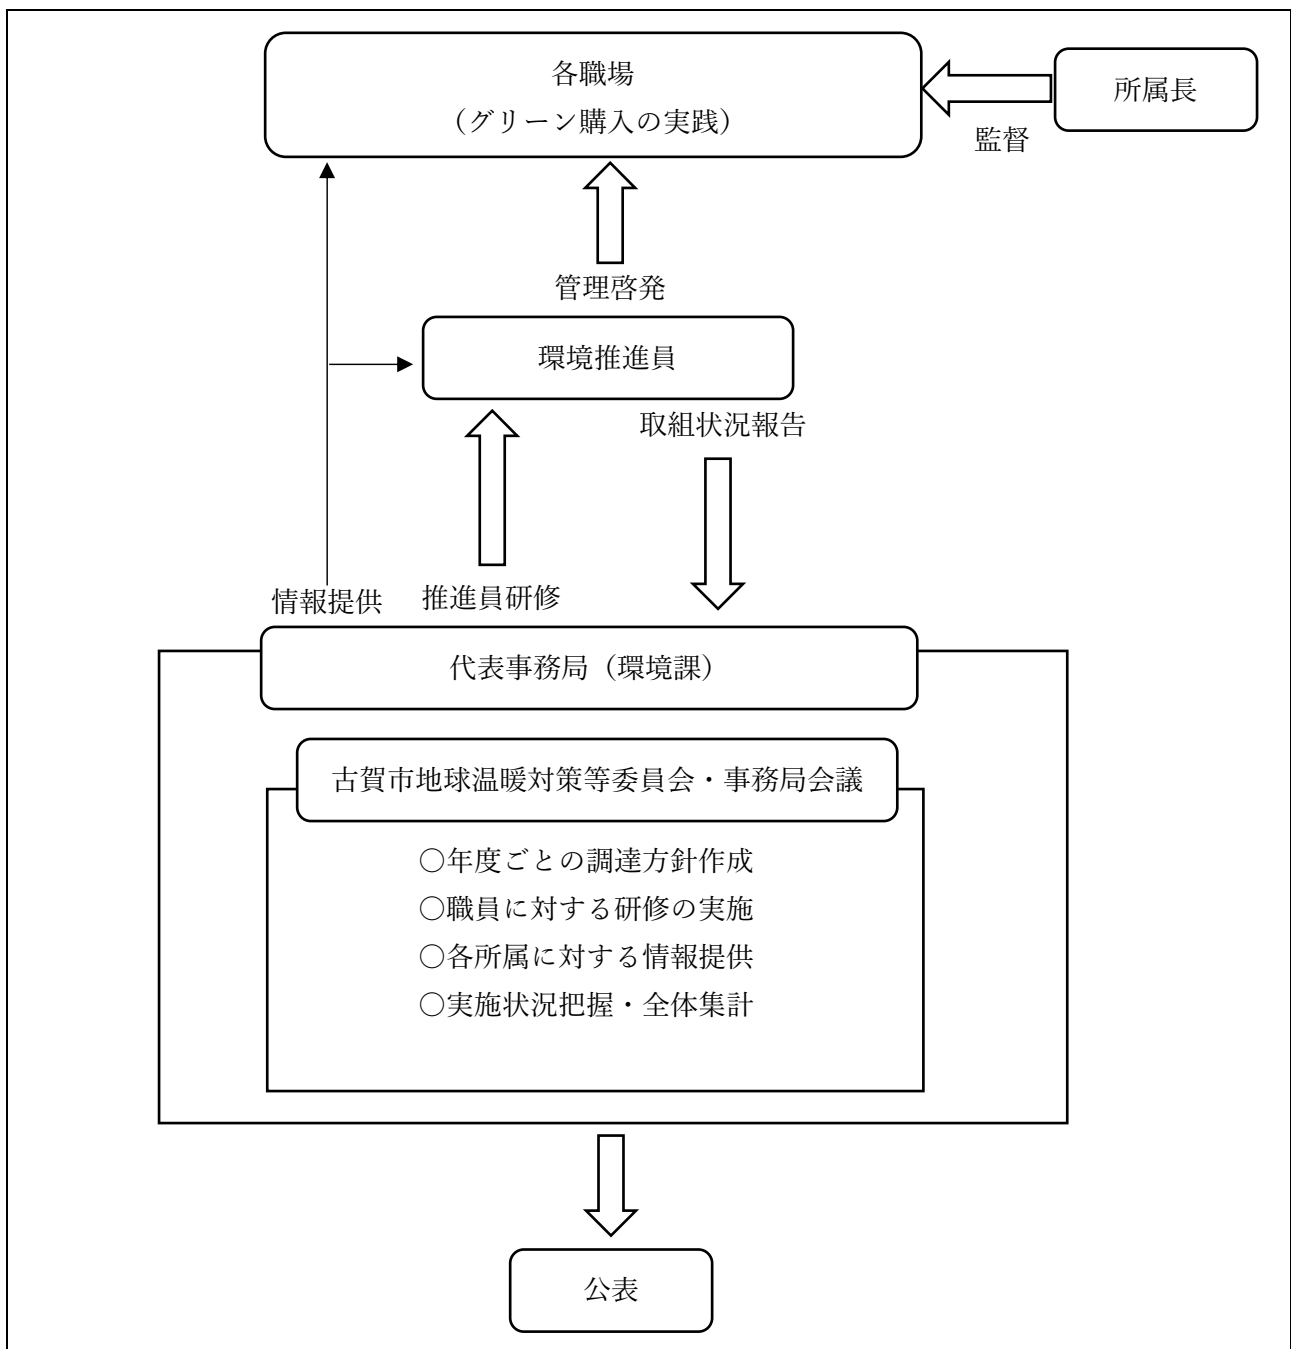 各職場
（グリーン購入の実践）
所属長
監督
管理啓発
環境推進員
取組状況報告
情報提供
推進員研修
代表事務局（環境課）
古賀市地球温暖対策等委員会・事務局会議
○年度ごとの調達方針作成
○職員に対する研修の実施
○各所属に対する情報提供
○実施状況把握・全体集計
公表